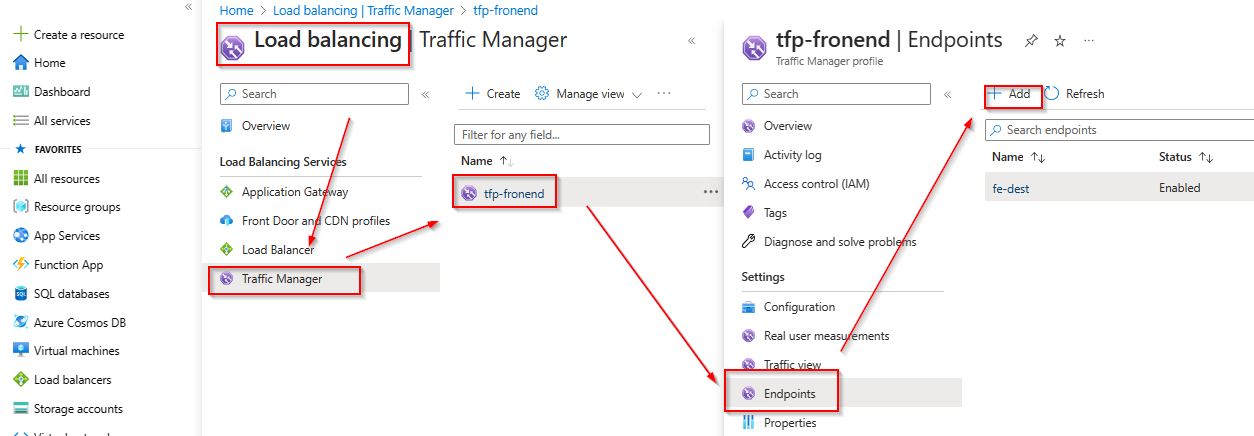 Create a resource
Home
Dashboard
All services
FAVORITES
All resources
Resource groups
App Services
Function App
SQL databases
Azure Cosmos DB
Virtual machines
Load balancers
Storage accounts
Home > Load balancing | Traffic Manager > tfp-fronend
Load balancing | Traffic Manager
Search
Overview
Load Balancing Services
Application Gateway
Front Door and CDN profiles
Load Balancer
Traffic Manager
Create
Manage view
Filter for any field...
Name
tfp-fronend
tfp-fronend | Endpoints
Traffic Manager profile
Search
Overview
Activity log
Access control (IAM)
Tags
Diagnose and solve problems
Settings
Configuration
Real user measurements
Traffic view
Endpoints
Properties
Add Refresh
Search endpoints
Name Status
fe-dest Enabled